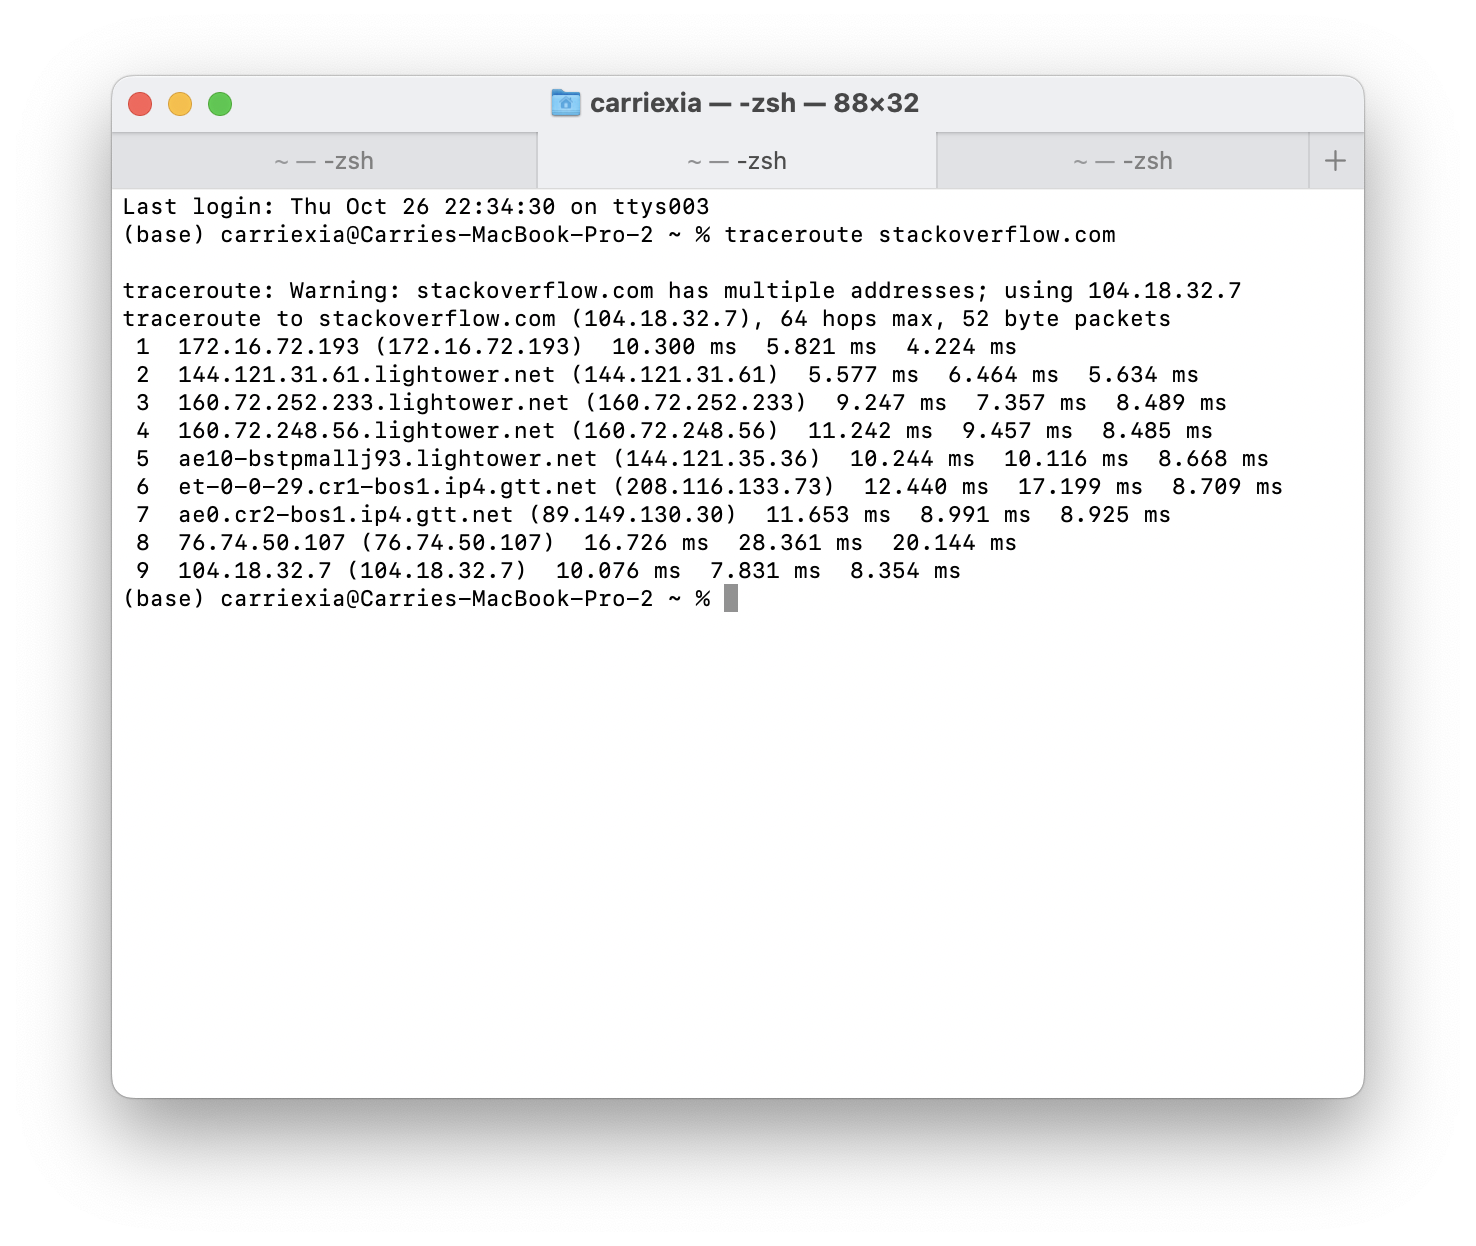 carriexia — -zsh — 88×32
~ — -zsh ~ — -zsh ~ — -zsh +
Last login: Thu Oct 26 22:34:30 on ttys003
(base) carriexia@Carries-MacBook-Pro-2 ~ % traceroute stackoverflow.com
traceroute: Warning: stackoverflow.com has multiple addresses; using 104.18.32.7
traceroute to stackoverflow.com (104.18.32.7), 64 hops max, 52 byte packets
 1  172.16.72.193 (172.16.72.193)  10.300 ms  5.821 ms  4.224 ms
 2  144.121.31.61.lightower.net (144.121.31.61)  5.577 ms  6.464 ms  5.634 ms
 3  160.72.252.233.lightower.net (160.72.252.233)  9.247 ms  7.357 ms  8.489 ms
 4  160.72.248.56.lightower.net (160.72.248.56)  11.242 ms  9.457 ms  8.485 ms
 5  ae10-bstpmallj93.lightower.net (144.121.35.36)  10.244 ms  10.116 ms  8.668 ms
 6  et-0-0-29.cr1-bos1.ip4.gtt.net (208.116.133.73)  12.440 ms  17.199 ms  8.709 ms
 7  ae0.cr2-bos1.ip4.gtt.net (89.149.130.30)  11.653 ms  8.991 ms  8.925 ms
 8  76.74.50.107 (76.74.50.107)  16.726 ms  28.361 ms  20.144 ms
 9  104.18.32.7 (104.18.32.7)  10.076 ms  7.831 ms  8.354 ms
(base) carriexia@Carries-MacBook-Pro-2 ~ %